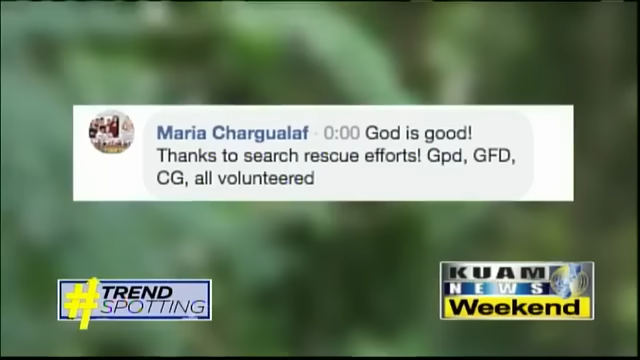 Maria Chargualaf · 0:00 God is good!
Thanks to search rescue efforts! Gpd, GFD,
CG, all volunteered
#TREND
SPOTTING
KUAM
NEWS
Weekend